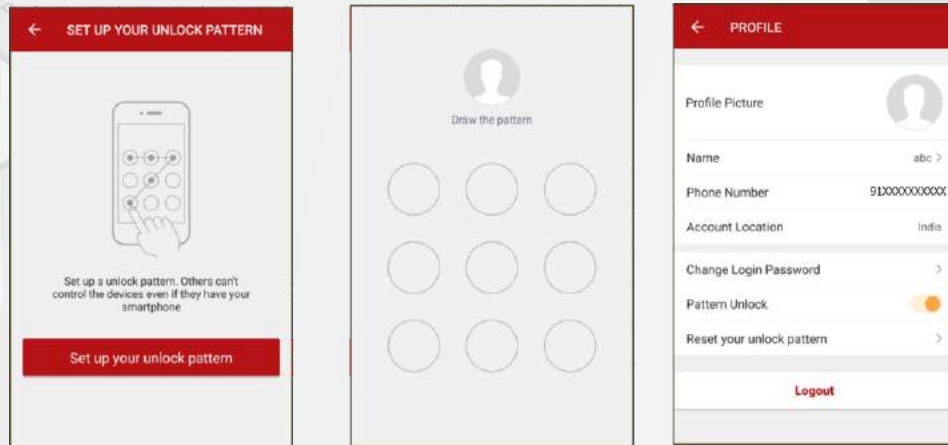 SET UP YOUR UNLOCK PATTERN
Set up a unlock pattern. Others can't
control the devices even if they have your
smartphone
Set up your unlock pattern
Draw the pattern
PROFILE
Profile Picture
Name abc
Phone Number 91XXXXXXXXXX
Account Location India
Change Login Password
Pattern Unlock
Reset your unlock pattern
Logout